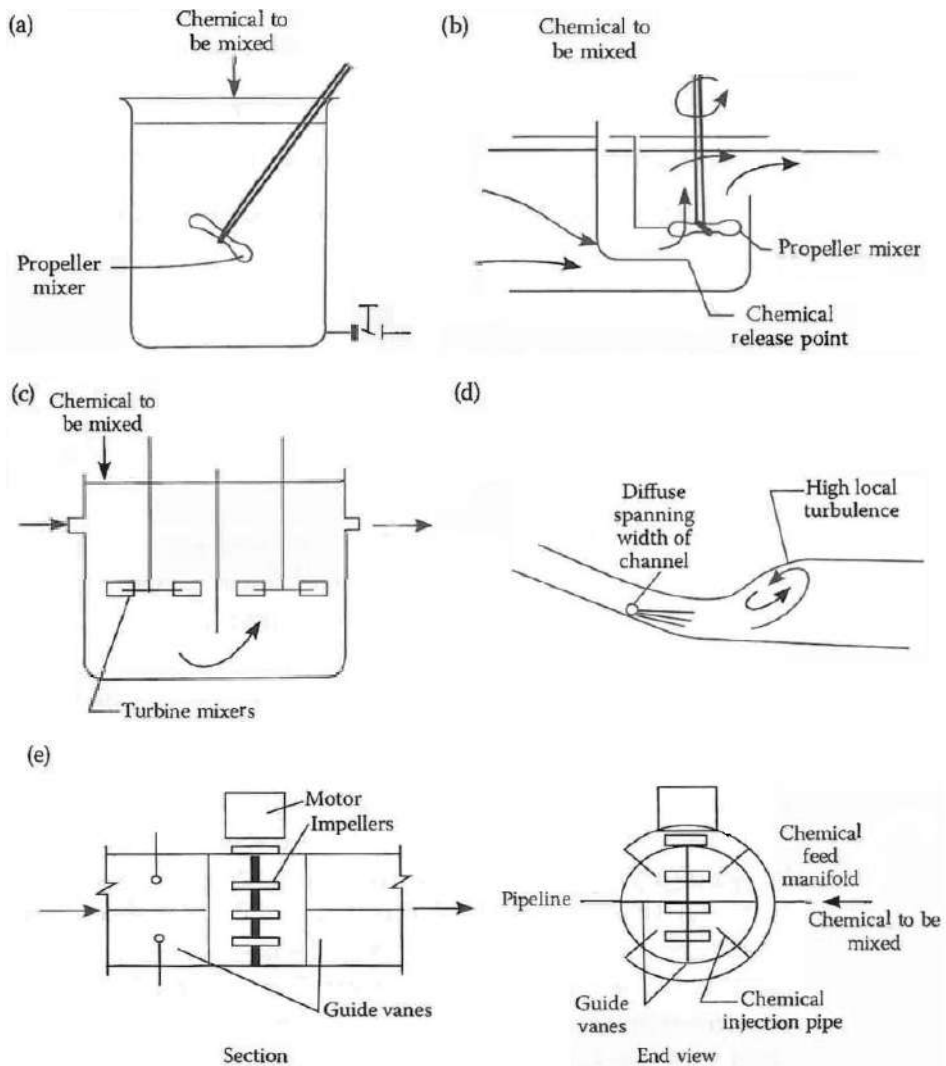 (a)
Chemical to
be mixed
Propeller
mixer
(b)
Chemical to
be mixed
Propeller mixer
Chemical
release point
(c)
Chemical to
be mixed
Turbine mixers
(d)
Diffuse
spanning
width of
channel
High local
turbulence
(e)
Motor
Impellers
Guide vanes
Section
Pipeline
Chemical
feed
manifold
Chemical to be
mixed
Guide
vanes
Chemical
injection pipe
End view